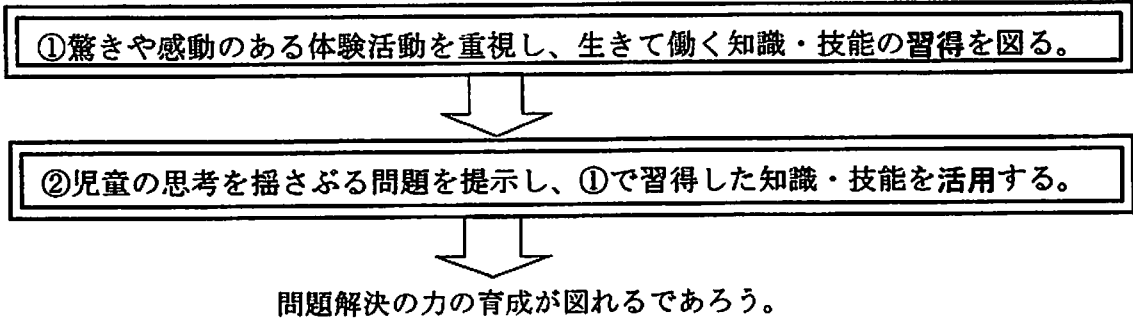 ①驚きや感動のある体験活動を重視し、生きて働く知識・技能の習得を図る。
②児童の思考を揺さぶる問題を提示し、①で習得した知識・技能を活用する。
問題解決の力の育成が図れるであろう。